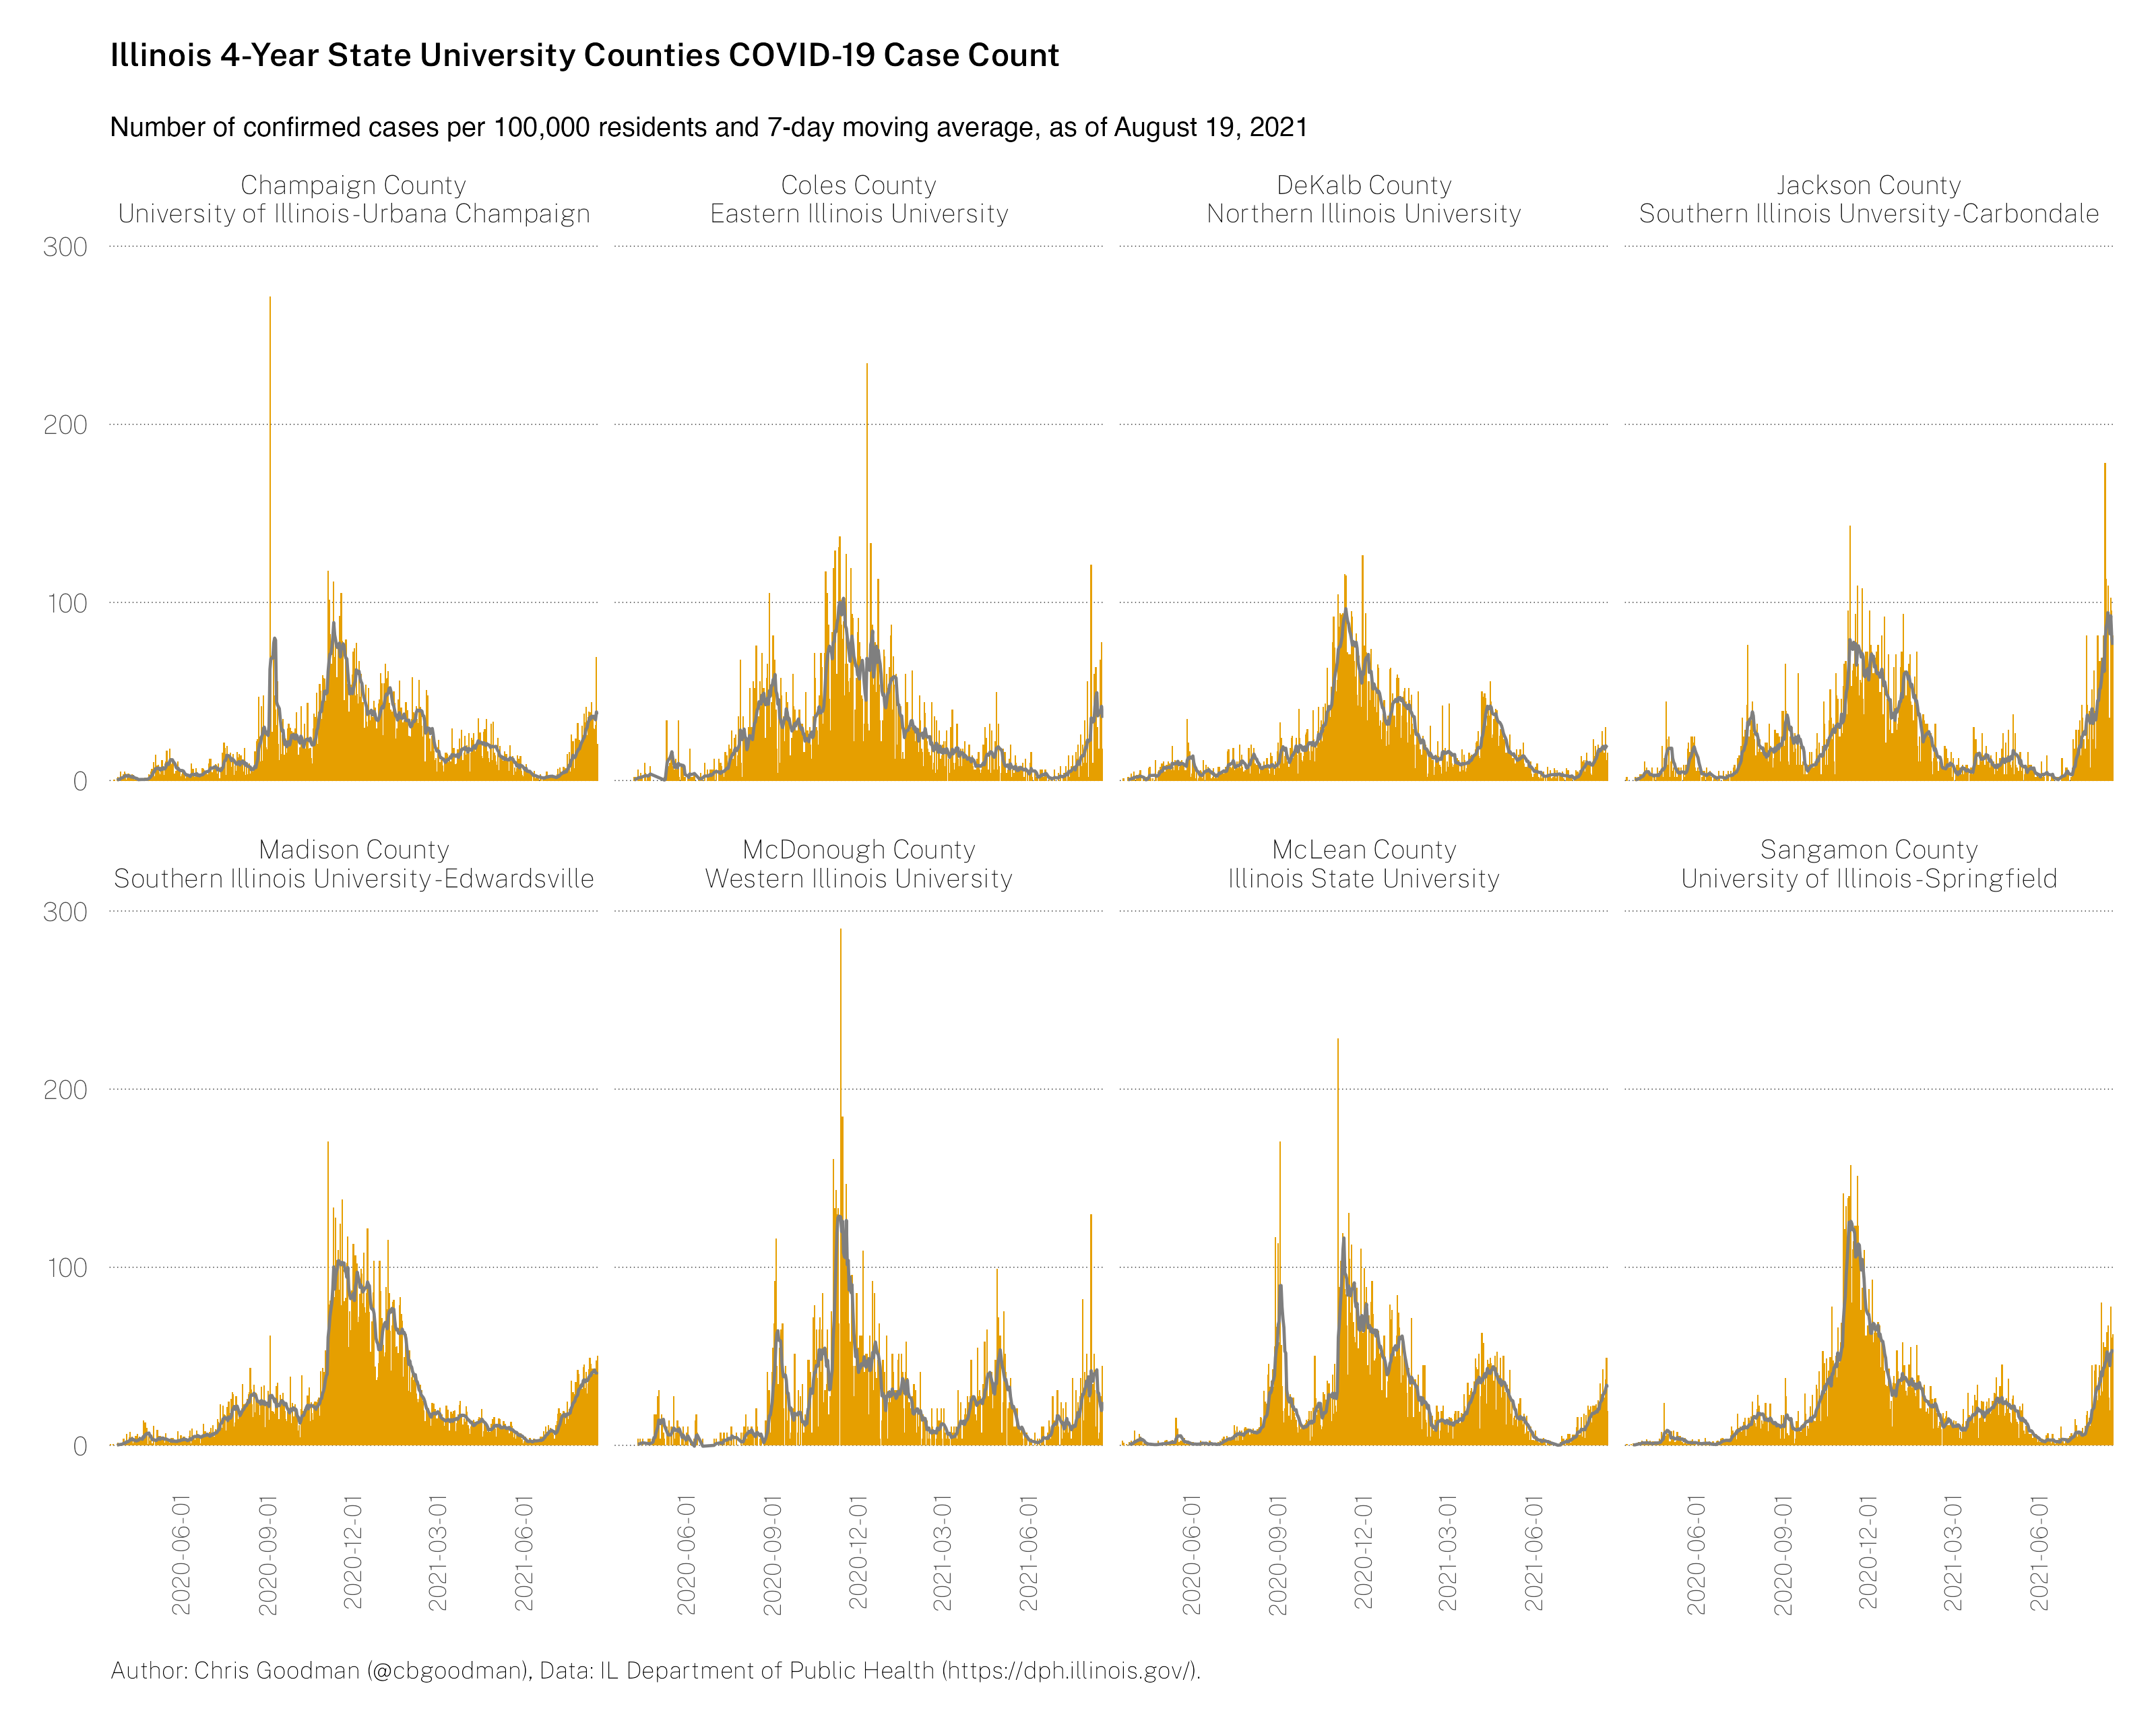 Illinois 4-Year State University Counties COVID-19 Case Count
Number of confirmed cases per 100,000 residents and 7-day moving average, as of August 19, 2021
Champaign County
University of Illinois-Urbana Champaign
Coles County
Eastern Illinois University
DeKalb County
Northern Illinois University
Jackson County
Southern Illinois Unversity-Carbondale
300
200
100
0
Madison County
Southern Illinois University-Edwardsville
McDonough County
Western Illinois University
McLean County
Illinois State University
Sangamon County
University of Illinois-Springfield
300
200
100
0
2020-06-01
2020-09-01
2020-12-01
2021-03-01
2021-06-01
2020-06-01
2020-09-01
2020-12-01
2021-03-01
2021-06-01
2020-06-01
2020-09-01
2020-12-01
2021-03-01
2021-06-01
2020-06-01
2020-09-01
2020-12-01
2021-03-01
2021-06-01
Author: Chris Goodman (@cbgoodman), Data: IL Department of Public Health (https://dph.illinois.gov/).